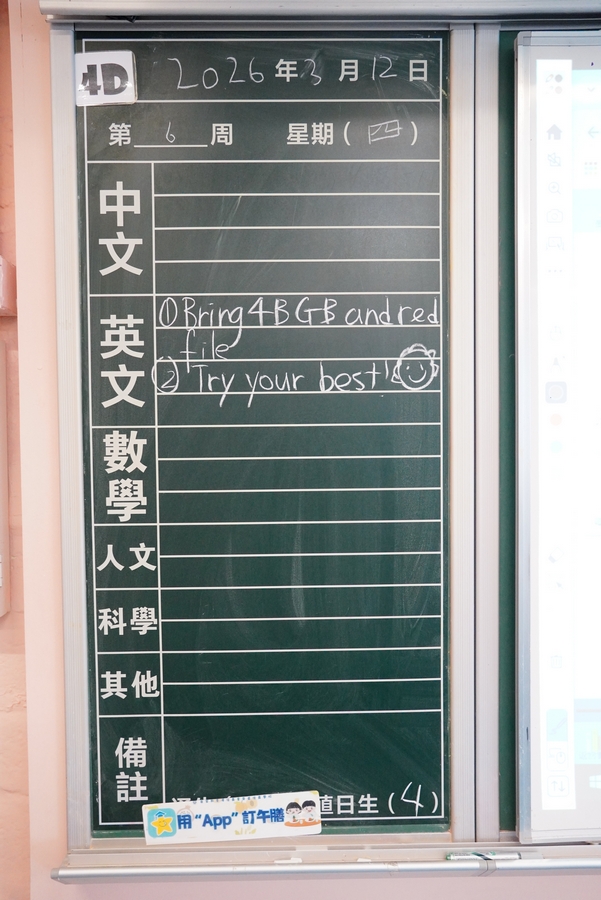 4D
2026年3月12日
第6周 星期(四)
中文
英文
①Bring 4B GB and red
file
②Try your best!
數學
人文
科學
其他
備註
值日生(4)
用“App”訂午膳